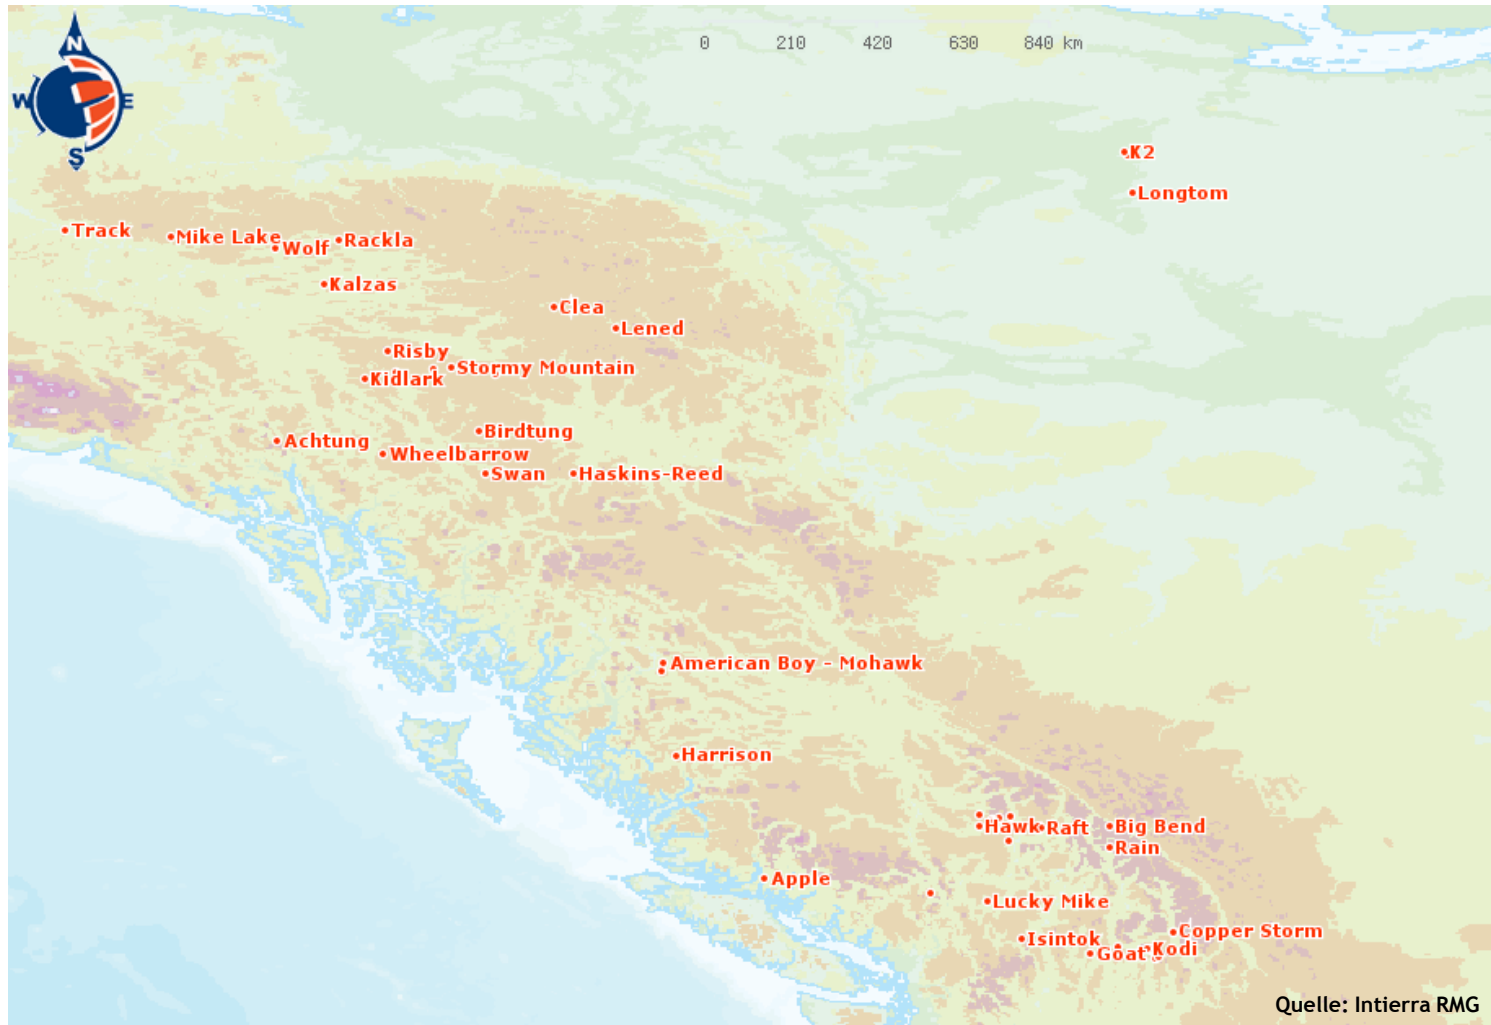 N
W E
S
0 210 420 630 840 km
K2
Longtom
Track
Mike Lake
Wolf
Rackla
Kalzas
Clea
Lened
Risby
Stormy Mountain
Kidlark
Birdtung
Achtung
Wheelbarrow
Swan
Haskins-Reed
American Boy - Mohawk
Harrison
Hawk
Raft
Big Bend
Rain
Apple
Lucky Mike
Copper Storm
Isintok
Goat
Kodi
Quelle: Intierra RMG